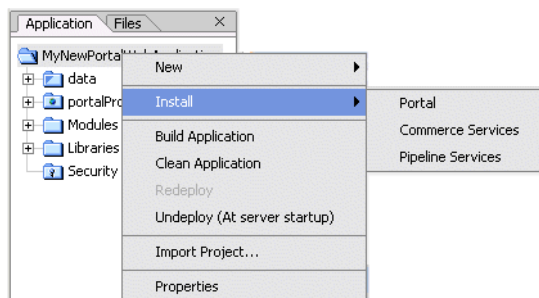 Application Files
MyNewPortal
data
portalPro
Modules
Libraries
Security
New
Install
Build Application
Clean Application
Redeploy
Undeploy (At server startup)
Import Project...
Properties
Portal
Commerce Services
Pipeline Services